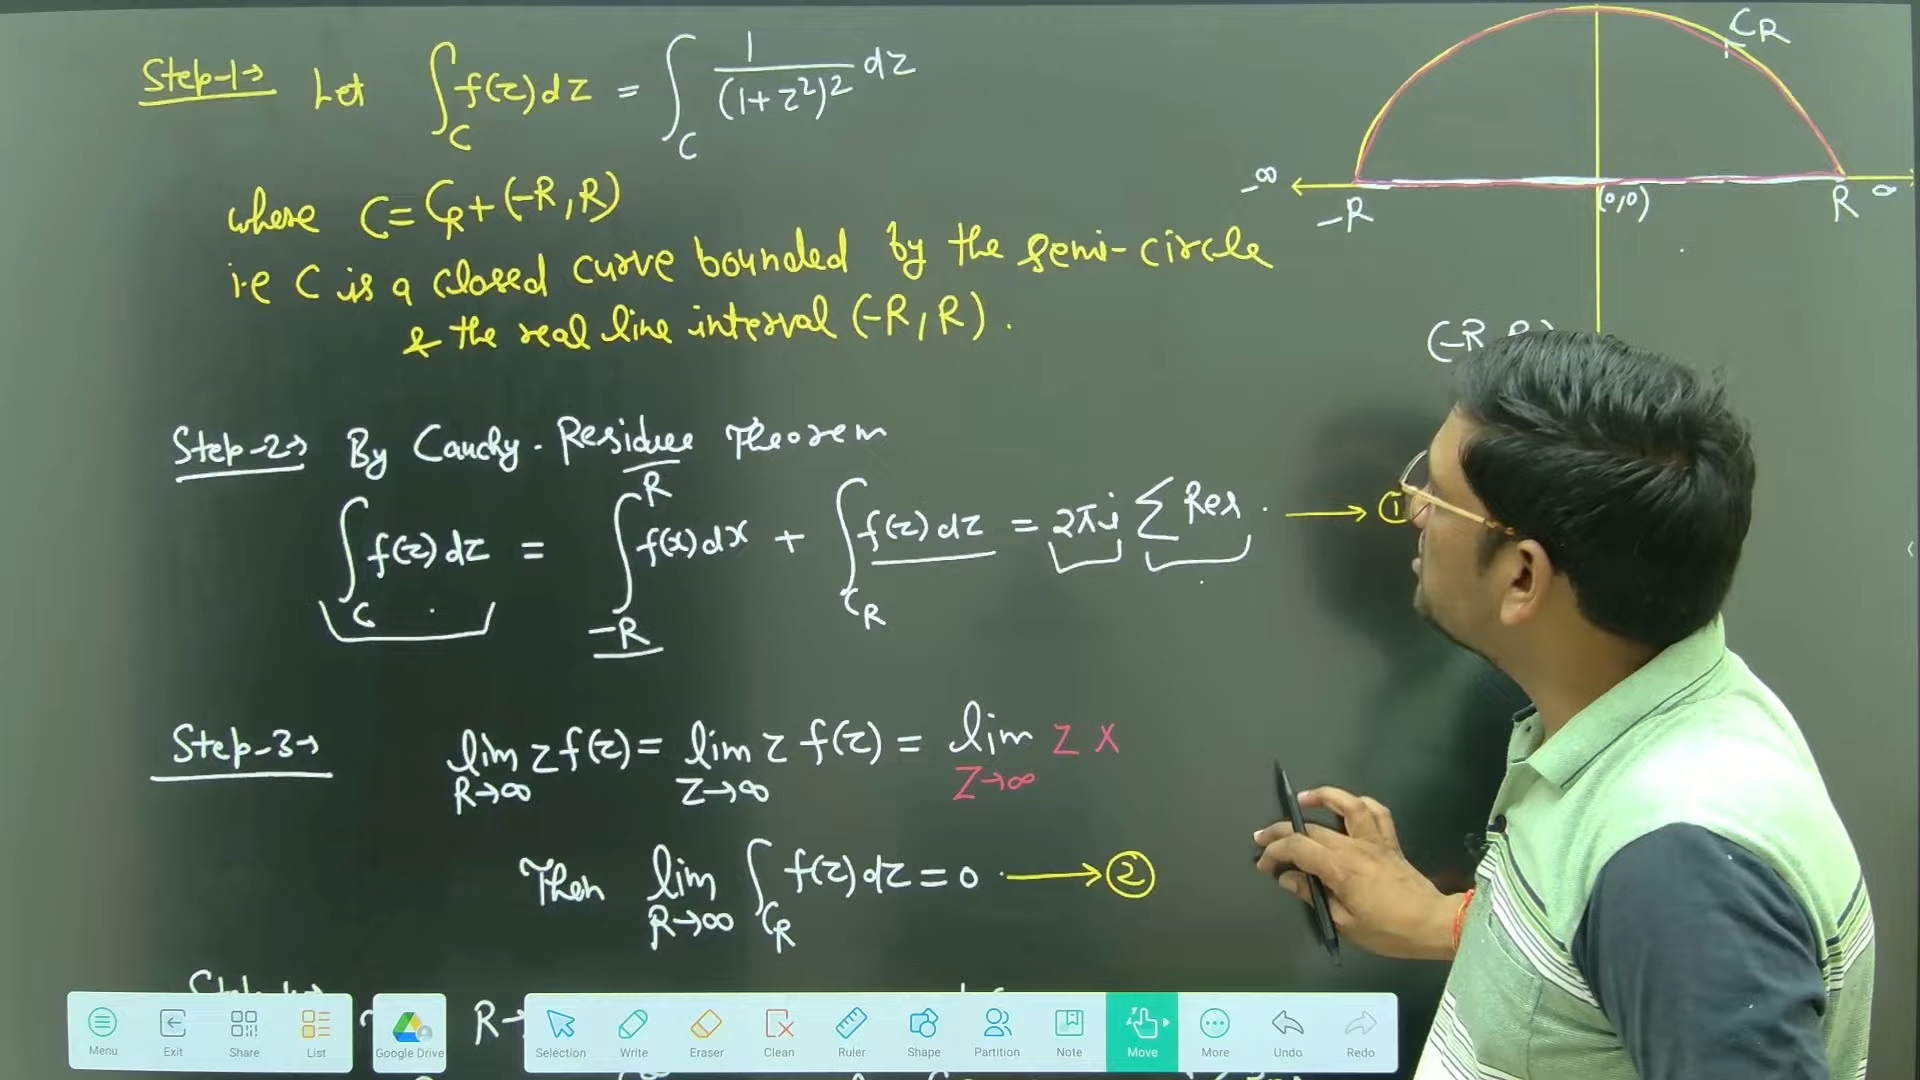 Step-1→ Let ∫_C f(z)dz = ∫_C 1/(1+z²)² dz
where C = C_R + (-R, R)
i.e C is a closed curve bounded by the semi-circle
& the real line interval (-R, R).
C_R
-∞ -R (0,0) R ∞
(-R
Step-2→ By Cauchy-Residue Theorem
∫_C f(z)dz = ∫_{-R}^{R} f(x)dx + ∫_{C_R} f(z)dz = 2πi Σ Res. → ①
Step-3→ lim_{R→∞} z f(z) = lim_{z→∞} z f(z) = lim_{z→∞} z ×
Then lim_{R→∞} ∫_{C_R} f(z)dz = 0 → ②
R→
Menu Exit Share List Google Drive Selection Write Eraser Clean Ruler Shape Partition Note Move More Undo Redo